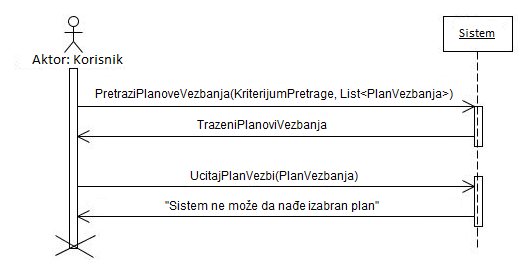 Sistem
Aktor: Korisnik
PretraziPlanoveVezbanja(KriterijumPretrage, List<PlanVezbanja>)
TrazeniPlanoviVezbanja
UcitajPlanVezbi(PlanVezbanja)
"Sistem ne može da nađe izabran plan"